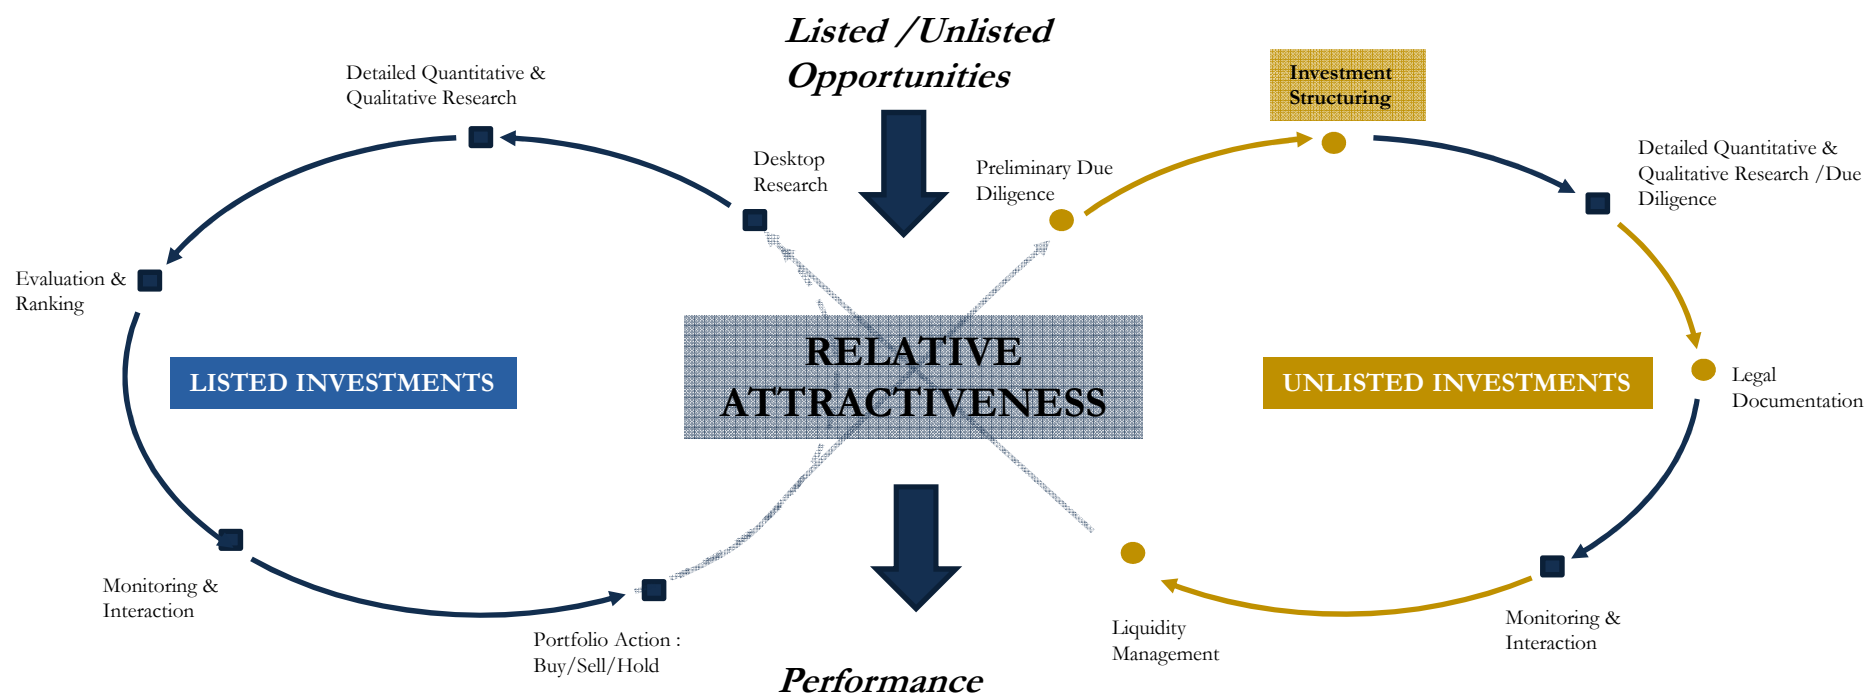 Listed /Unlisted
Opportunities
Detailed Quantitative &
Qualitative Research
Investment
Structuring
Desktop
Research
Preliminary Due
Diligence
Detailed Quantitative &
Qualitative Research /Due
Diligence
Evaluation &
Ranking
LISTED INVESTMENTS
RELATIVE
ATTRACTIVENESS
UNLISTED INVESTMENTS
Legal
Documentation
Monitoring &
Interaction
Portfolio Action :
Buy/Sell/Hold
Liquidity
Management
Monitoring &
Interaction
Performance